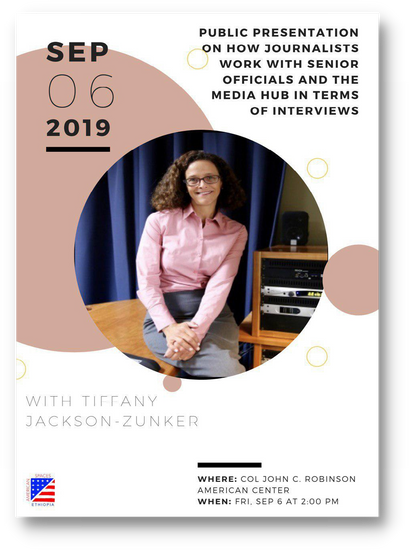 SEP
06
2019
PUBLIC PRESENTATION
ON HOW JOURNALISTS
WORK WITH SENIOR
OFFICIALS AND THE
MEDIA HUB IN TERMS
OF INTERVIEWS
WITH TIFFANY
JACKSON-ZUNKER
AMERICAN
SPACES
ETHIOPIA
WHERE: COL JOHN C. ROBINSON
AMERICAN CENTER
WHEN: FRI, SEP 6 AT 2:00 PM